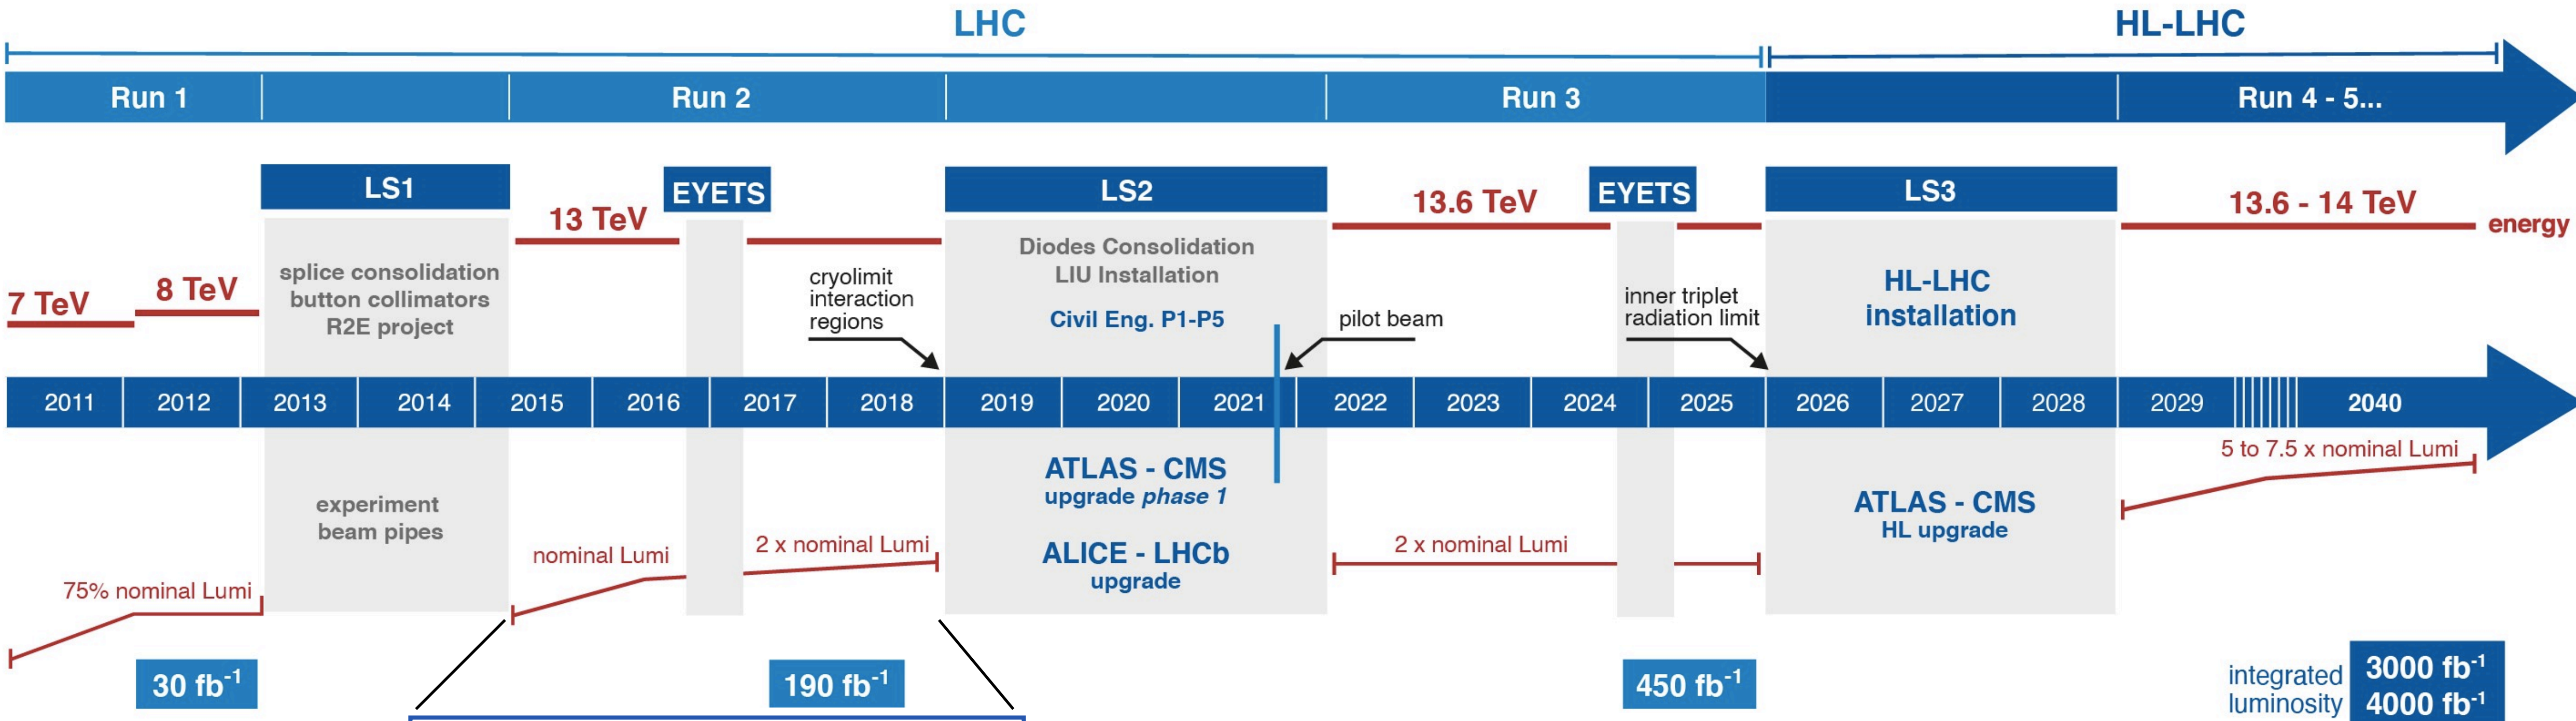 LHC
HL-LHC
Run 1
Run 2
Run 3
Run 4 - 5...
LS1
EYETS
LS2
EYETS
LS3
13 TeV
13.6 TeV
13.6 - 14 TeV
energy
7 TeV
8 TeV
splice consolidation
button collimators
R2E project
cryolimit
interaction
regions
Diodes Consolidation
LIU Installation
Civil Eng. P1-P5
pilot beam
inner triplet
radiation limit
HL-LHC
installation
2011
2012
2013
2014
2015
2016
2017
2018
2019
2020
2021
2022
2023
2024
2025
2026
2027
2028
2029
2040
experiment
beam pipes
ATLAS - CMS
upgrade phase 1
ALICE - LHCb
upgrade
ATLAS - CMS
HL upgrade
5 to 7.5 x nominal Lumi
75% nominal Lumi
nominal Lumi
2 x nominal Lumi
2 x nominal Lumi
30 fb⁻¹
190 fb⁻¹
450 fb⁻¹
integrated
luminosity
3000 fb⁻¹
4000 fb⁻¹